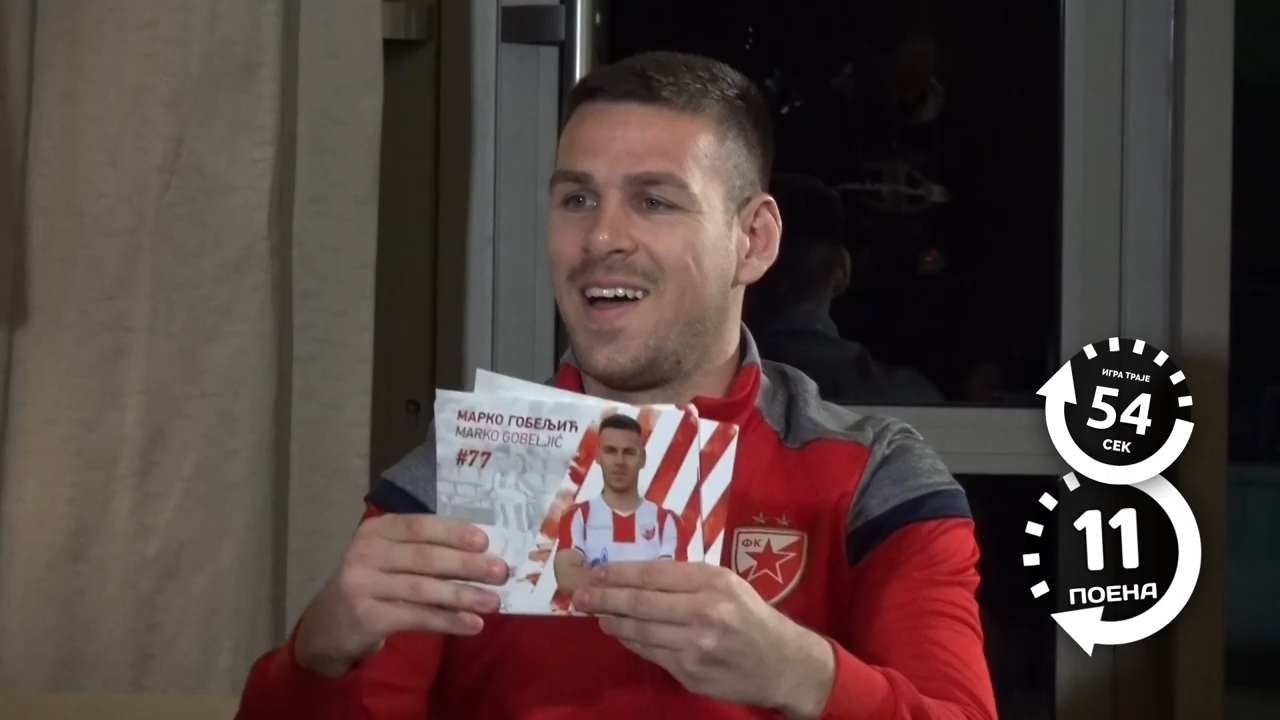 МАРКО ГОБЕЉИЋ
MARKO GOBELJIĆ
#77
ФК
ИГРА ТРАЈЕ
54
СЕК
11
ПОЕНА